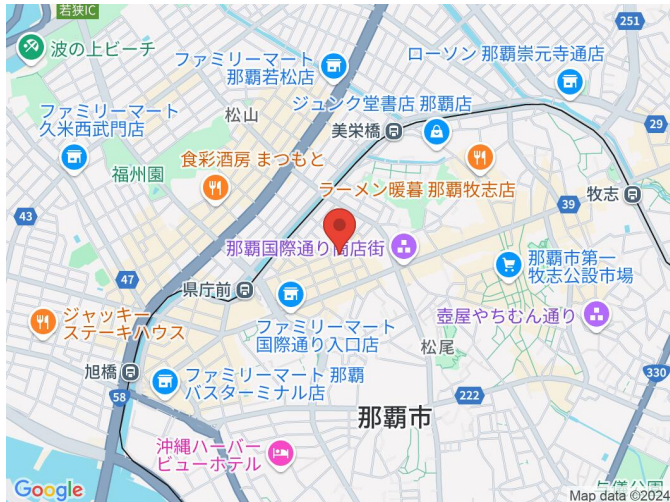 若狭IC
波の上ビーチ
251
ファミリーマート
那覇若松店
ローソン 那覇崇元寺通店
ファミリーマート
久米西武門店
松山
ジュンク堂書店 那覇店
美栄橋
29
食彩酒房 まつもと
福州園
ラーメン暖暮 那覇牧志店
牧志
43
39
那覇国際通り商店街
47
那覇市第一
牧志公設市場
県庁前
ジャッキー
ステーキハウス
ファミリーマート
国際通り入口店
壺屋やちむん通り
松尾
旭橋
ファミリーマート 那覇
バスターミナル店
330
58
222
那覇市
沖縄ハーバー
ビューホテル
与儀公園
Google
Map data ©2024